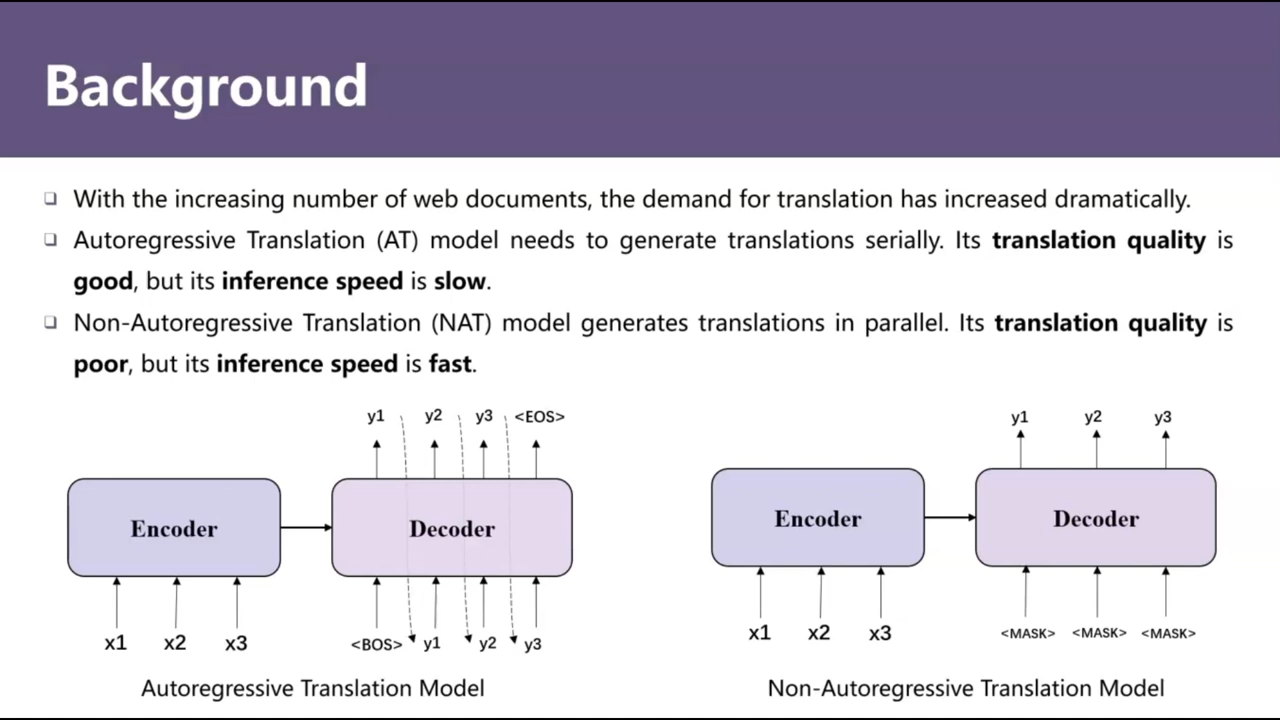 Background
With the increasing number of web documents, the demand for translation has increased dramatically.
Autoregressive Translation (AT) model needs to generate translations serially. Its translation quality is
good, but its inference speed is slow.
Non-Autoregressive Translation (NAT) model generates translations in parallel. Its translation quality is
poor, but its inference speed is fast.
y1 y2 y3 <EOS>
Encoder
Decoder
x1 x2 x3
<BOS> y1 y2 y3
Autoregressive Translation Model
y1 y2 y3
Encoder
Decoder
x1 x2 x3
<MASK> <MASK> <MASK>
Non-Autoregressive Translation Model